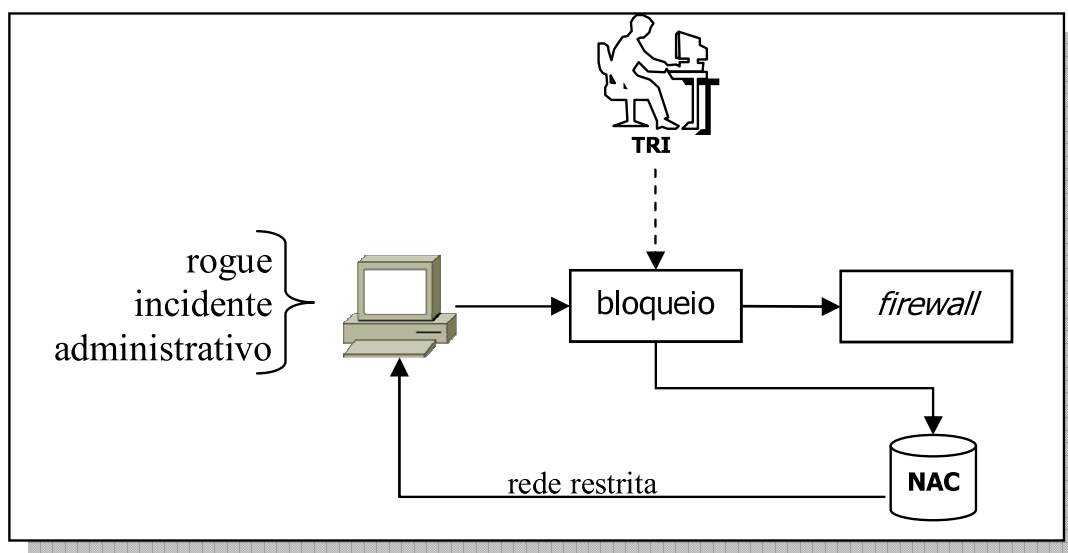 TRI
rogue
incidente
administrativo
bloqueio
firewall
NAC
rede restrita